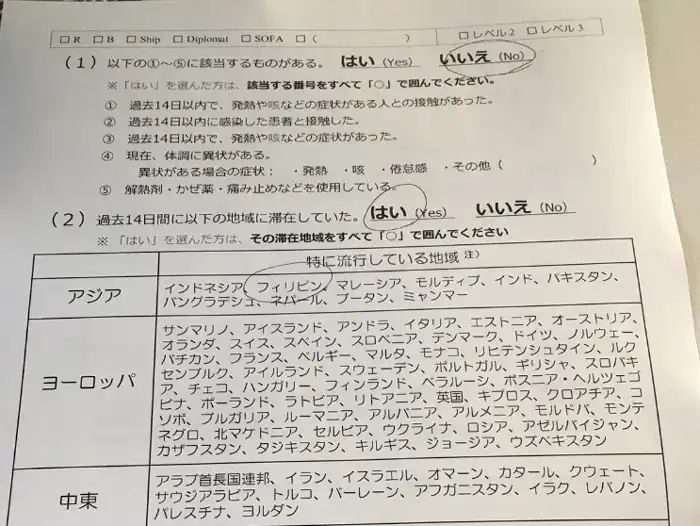 □ R □ B □ Ship □ Diplomat □ SOFA □ ( ) □ レベル2 □ レベル3
(1) 以下の①~⑤に該当するものがある。 はい (Yes) いいえ (No)
※「はい」を選んだ方は、該当する番号をすべて「○」で囲んでください。
① 過去14日以内で、発熱や咳などの症状がある人との接触があった。
② 過去14日以内に感染した患者と接触した。
③ 過去14日以内で、発熱や咳などの症状があった。
④ 現在、体調に異状がある。
異状がある場合の症状: ・発熱 ・咳 ・倦怠感 ・その他 ( )
⑤ 解熱剤・かぜ薬・痛み止めなどを使用している。
(2) 過去14日間に以下の地域に滞在していた。 はい (Yes) いいえ (No)
※「はい」を選んだ方は、その滞在地域をすべて「○」で囲んでください
特に流行している地域 注)
アジア
インドネシア、フィリピン、マレーシア、モルディブ、インド、パキスタン、
バングラデシュ、ネパール、ブータン、ミャンマー
ヨーロッパ
サンマリノ、アイスランド、アンドラ、イタリア、エストニア、オーストリア、
オランダ、スイス、スペイン、スロベニア、デンマーク、ドイツ、ノルウェー、
バチカン、フランス、ベルギー、マルタ、モナコ、リヒテンシュタイン、ルク
センブルク、アイルランド、スウェーデン、ポルトガル、ギリシャ、スロバキ
ア、チェコ、ハンガリー、フィンランド、ベラルーシ、ボスニア・ヘルツェゴ
ビナ、ポーランド、ラトビア、リトアニア、英国、キプロス、クロアチア、コ
ソボ、ブルガリア、ルーマニア、アルバニア、アルメニア、モルドバ、モンテ
ネグロ、北マケドニア、セルビア、ウクライナ、ロシア、アゼルバイジャン、
カザフスタン、タジキスタン、キルギス、ジョージア、ウズベキスタン
中東
アラブ首長国連邦、イラン、イスラエル、オマーン、カタール、クウェート、
サウジアラビア、トルコ、バーレーン、アフガニスタン、イラク、レバノン、
パレスチナ、ヨルダン